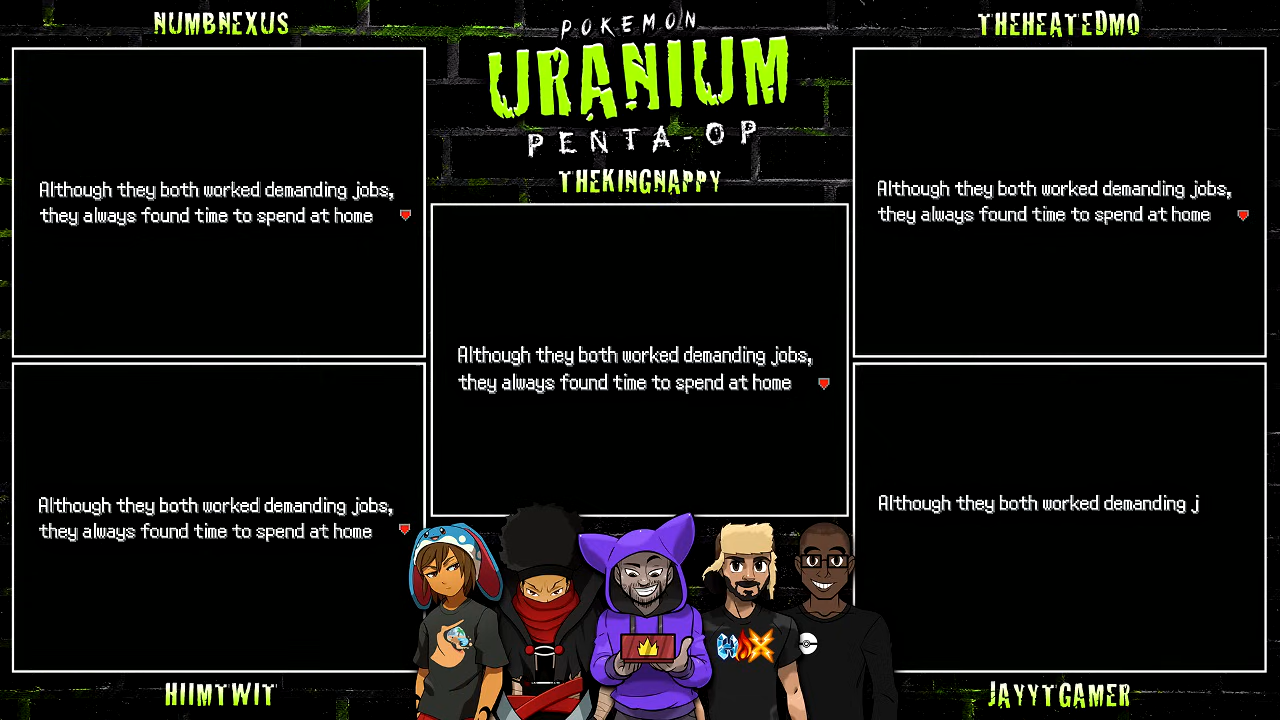 NUMBNEXUS
POKEMON
URANIUM
PENTA-OP
THEKINGNAPPY
THEHEATEDMO
Although they both worked demanding jobs,
they always found time to spend at home
Although they both worked demanding jobs,
they always found time to spend at home
Although they both worked demanding jobs,
they always found time to spend at home
Although they both worked demanding jobs,
they always found time to spend at home
Although they both worked demanding j
HIIMTWIT
JAYYTGAMER